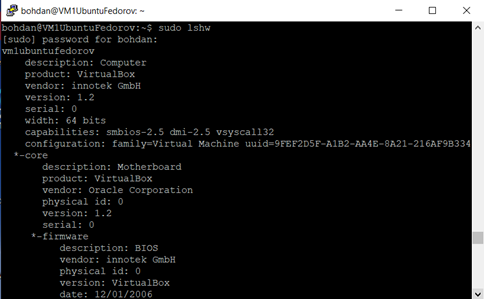 bohdan@VM1UbuntuFedorov: ~
bohdan@VM1UbuntuFedorov:~$ sudo lshw
[sudo] password for bohdan:
vm1ubuntufedorov
description: Computer
product: VirtualBox
vendor: innotek GmbH
version: 1.2
serial: 0
width: 64 bits
capabilities: smbios-2.5 dmi-2.5 vsyscall32
configuration: family=Virtual Machine uuid=9FEF2D5F-A1B2-AA4E-8A21-216AF9B334
*-core
description: Motherboard
product: VirtualBox
vendor: Oracle Corporation
physical id: 0
version: 1.2
serial: 0
*-firmware
description: BIOS
vendor: innotek GmbH
physical id: 0
version: VirtualBox
date: 12/01/2006